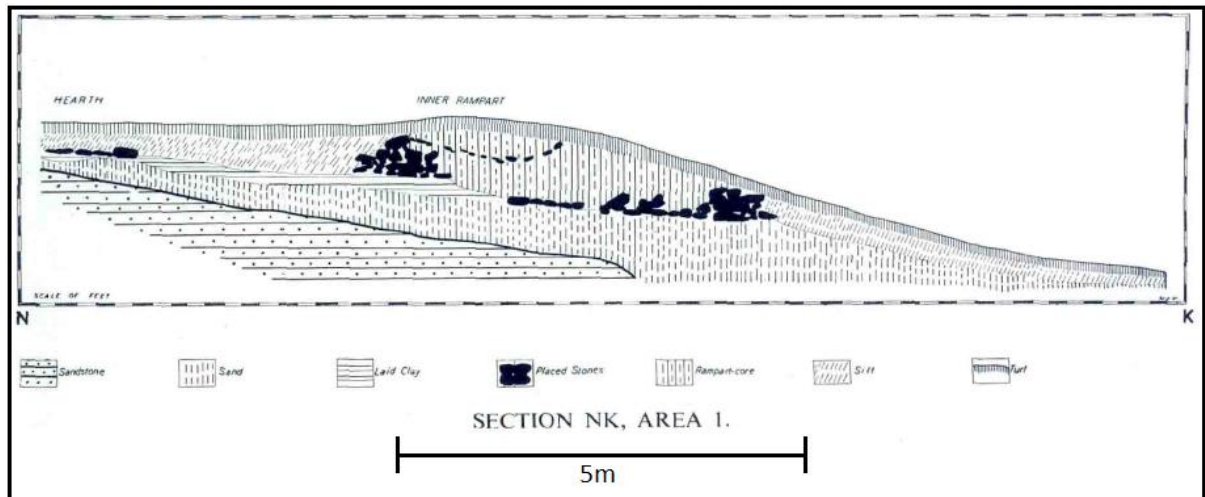 HEARTH INNER RAMPART
SCALE OF FEET
N K
Sandstone Sand Laid Clay Placed Stones Rampart-core Silt Turf
SECTION NK, AREA 1.
5m